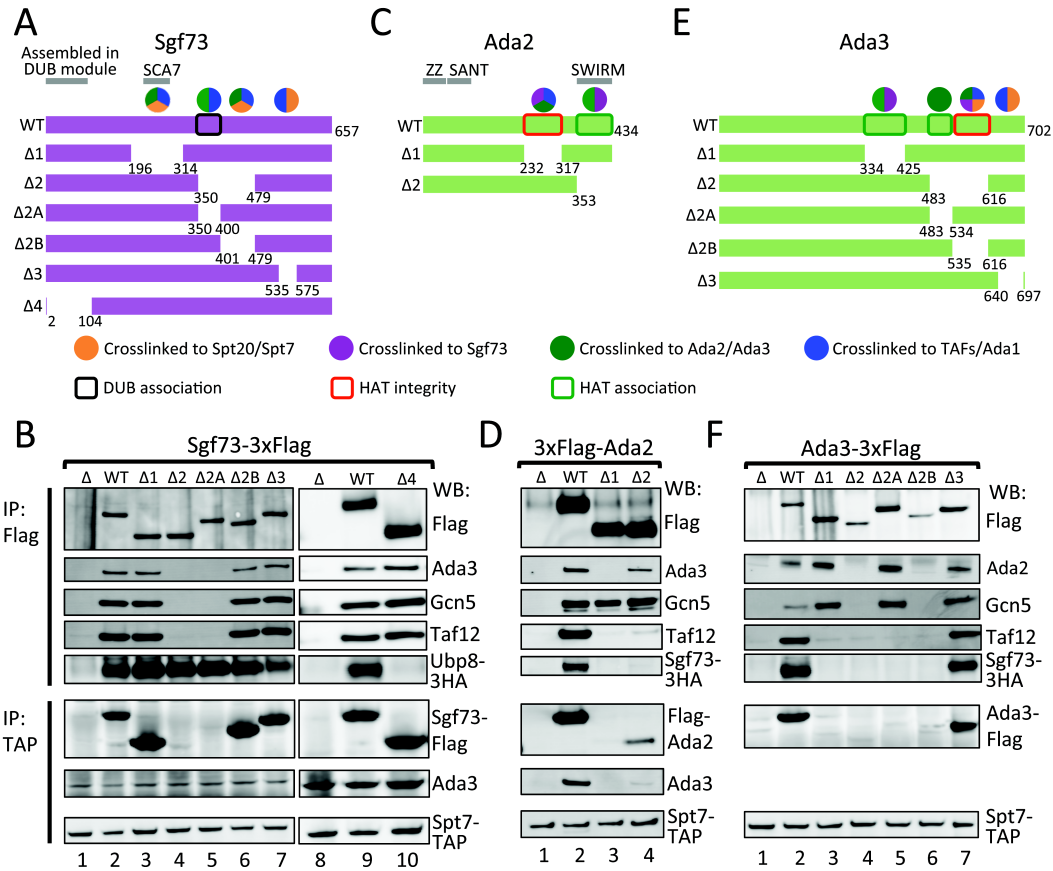 A
Sgf73
Assembled in
DUB module
SCA7
WT
657
Δ1
196 314
Δ2
350 479
Δ2A
350 400
Δ2B
401 479
Δ3
535 575
Δ4
2 104
C
Ada2
ZZ SANT SWIRM
WT
434
Δ1
232 317
Δ2
353
E
Ada3
WT
702
Δ1
334 425
Δ2
483 616
Δ2A
483 534
Δ2B
535 616
Δ3
640 697
Crosslinked to Spt20/Spt7
Crosslinked to Sgf73
Crosslinked to Ada2/Ada3
Crosslinked to TAFs/Ada1
DUB association
HAT integrity
HAT association
B
Sgf73-3xFlag
Δ WT Δ1 Δ2 Δ2A Δ2B Δ3 Δ WT Δ4
WB:
IP:
Flag
Flag
Ada3
Gcn5
Taf12
Ubp8-
3HA
IP:
TAP
Sgf73-
Flag
Ada3
Spt7-
TAP
1 2 3 4 5 6 7 8 9 10
D
3xFlag-Ada2
Δ WT Δ1 Δ2
WB:
Flag
Ada3
Gcn5
Taf12
Sgf73-
3HA
Flag-
Ada2
Ada3
Spt7-
TAP
1 2 3 4
F
Ada3-3xFlag
Δ WT Δ1 Δ2 Δ2A Δ2B Δ3
WB:
Flag
Ada2
Gcn5
Taf12
Sgf73-
3HA
Ada3-
Flag
Spt7-
TAP
1 2 3 4 5 6 7